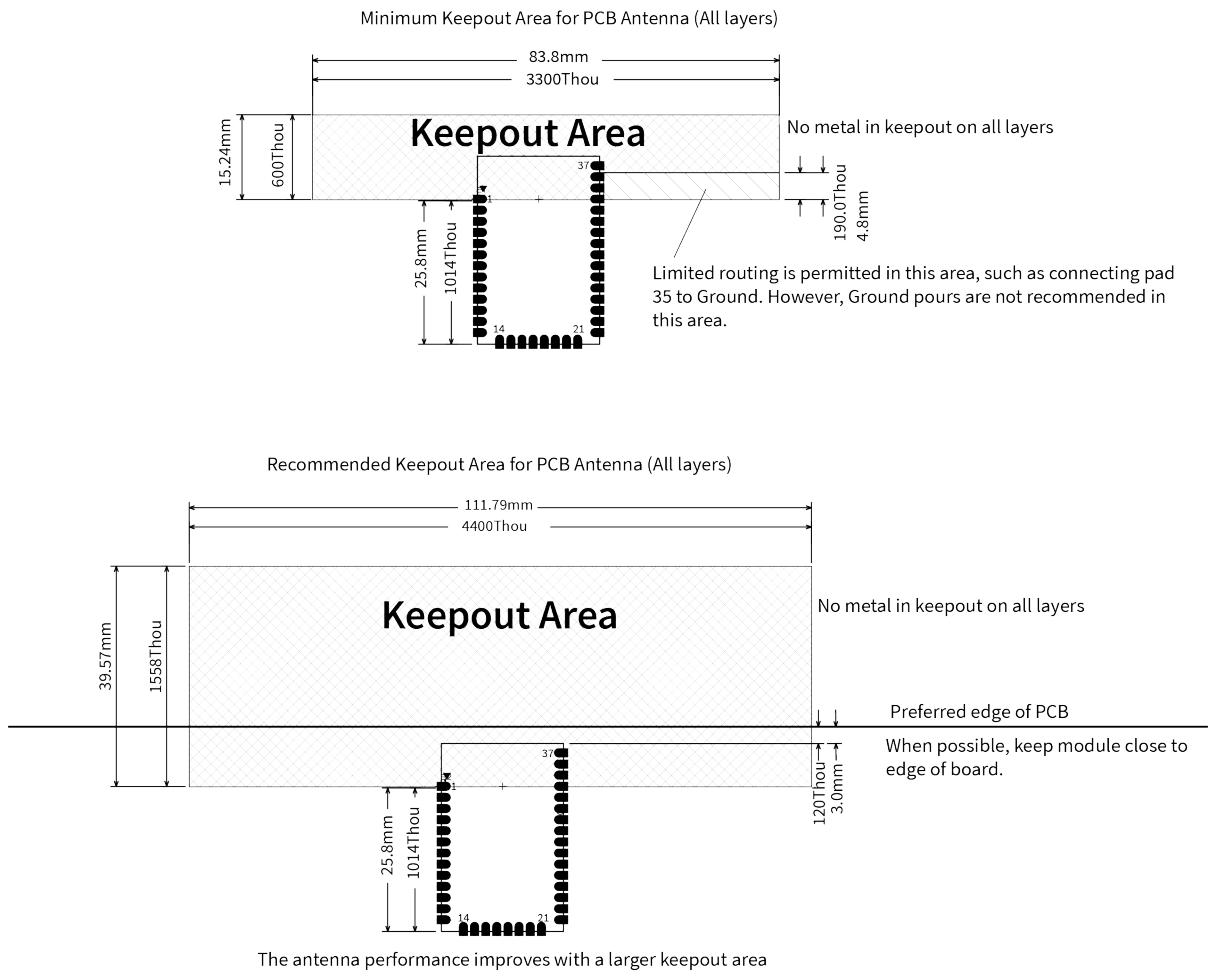 Minimum Keepout Area for PCB Antenna (All layers)
83.8mm
3300Thou
Keepout Area
No metal in keepout on all layers
15.24mm
600Thou
37
1
190.0Thou
4.8mm
25.8mm
1014Thou
Limited routing is permitted in this area, such as connecting pad
35 to Ground. However, Ground pours are not recommended in
this area.
14
21
Recommended Keepout Area for PCB Antenna (All layers)
111.79mm
4400Thou
Keepout Area
No metal in keepout on all layers
39.57mm
1558Thou
Preferred edge of PCB
When possible, keep module close to
edge of board.
37
120Thou
3.0mm
1
25.8mm
1014Thou
14
21
The antenna performance improves with a larger keepout area